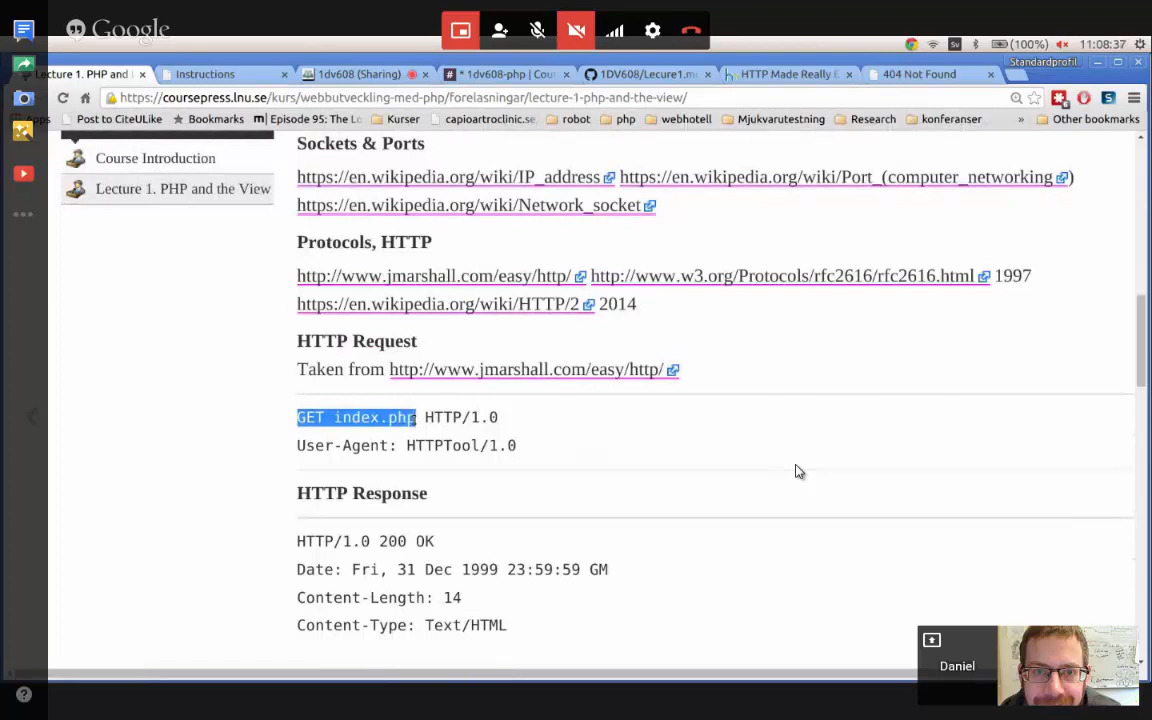 Google
(100%) 11:08:37
Standardprofil
Lecture 1. PHP and
Instructions
1dv608 (Sharing)
* 1dv608-php | Cou
1DV608/Lecure1.m
HTTP Made Really E
404 Not Found
https://coursepress.lnu.se/kurs/webbutveckling-med-php/forelasningar/lecture-1-php-and-the-view/
Apps Post to CiteULike Bookmarks Episode 95: The Lo Kurser capioartroclinic.se, robot php webhotell Mjukvarutestning Research konferanser » Other bookmarks
Course Introduction
Lecture 1. PHP and the View
Sockets & Ports
https://en.wikipedia.org/wiki/IP_address https://en.wikipedia.org/wiki/Port_(computer_networking)
https://en.wikipedia.org/wiki/Network_socket
Protocols, HTTP
http://www.jmarshall.com/easy/http/ http://www.w3.org/Protocols/rfc2616/rfc2616.html 1997
https://en.wikipedia.org/wiki/HTTP/2 2014
HTTP Request
Taken from http://www.jmarshall.com/easy/http/
GET index.php HTTP/1.0
User-Agent: HTTPTool/1.0
HTTP Response
HTTP/1.0 200 OK
Date: Fri, 31 Dec 1999 23:59:59 GM
Content-Length: 14
Content-Type: Text/HTML
Daniel